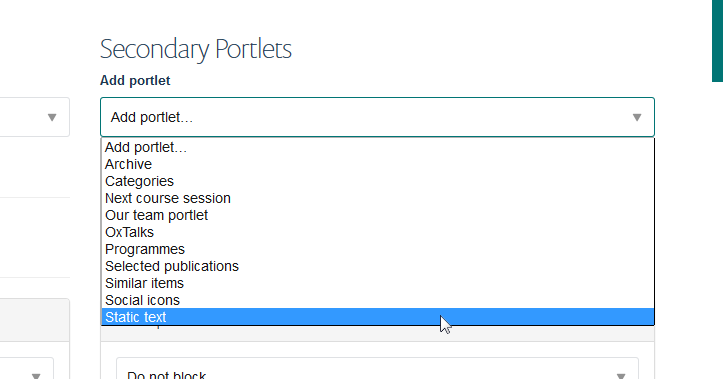 Secondary Portlets
Add portlet
Add portlet...
Add portlet...
Archive
Categories
Next course session
Our team portlet
OxTalks
Programmes
Selected publications
Similar items
Social icons
Static text
Do not block